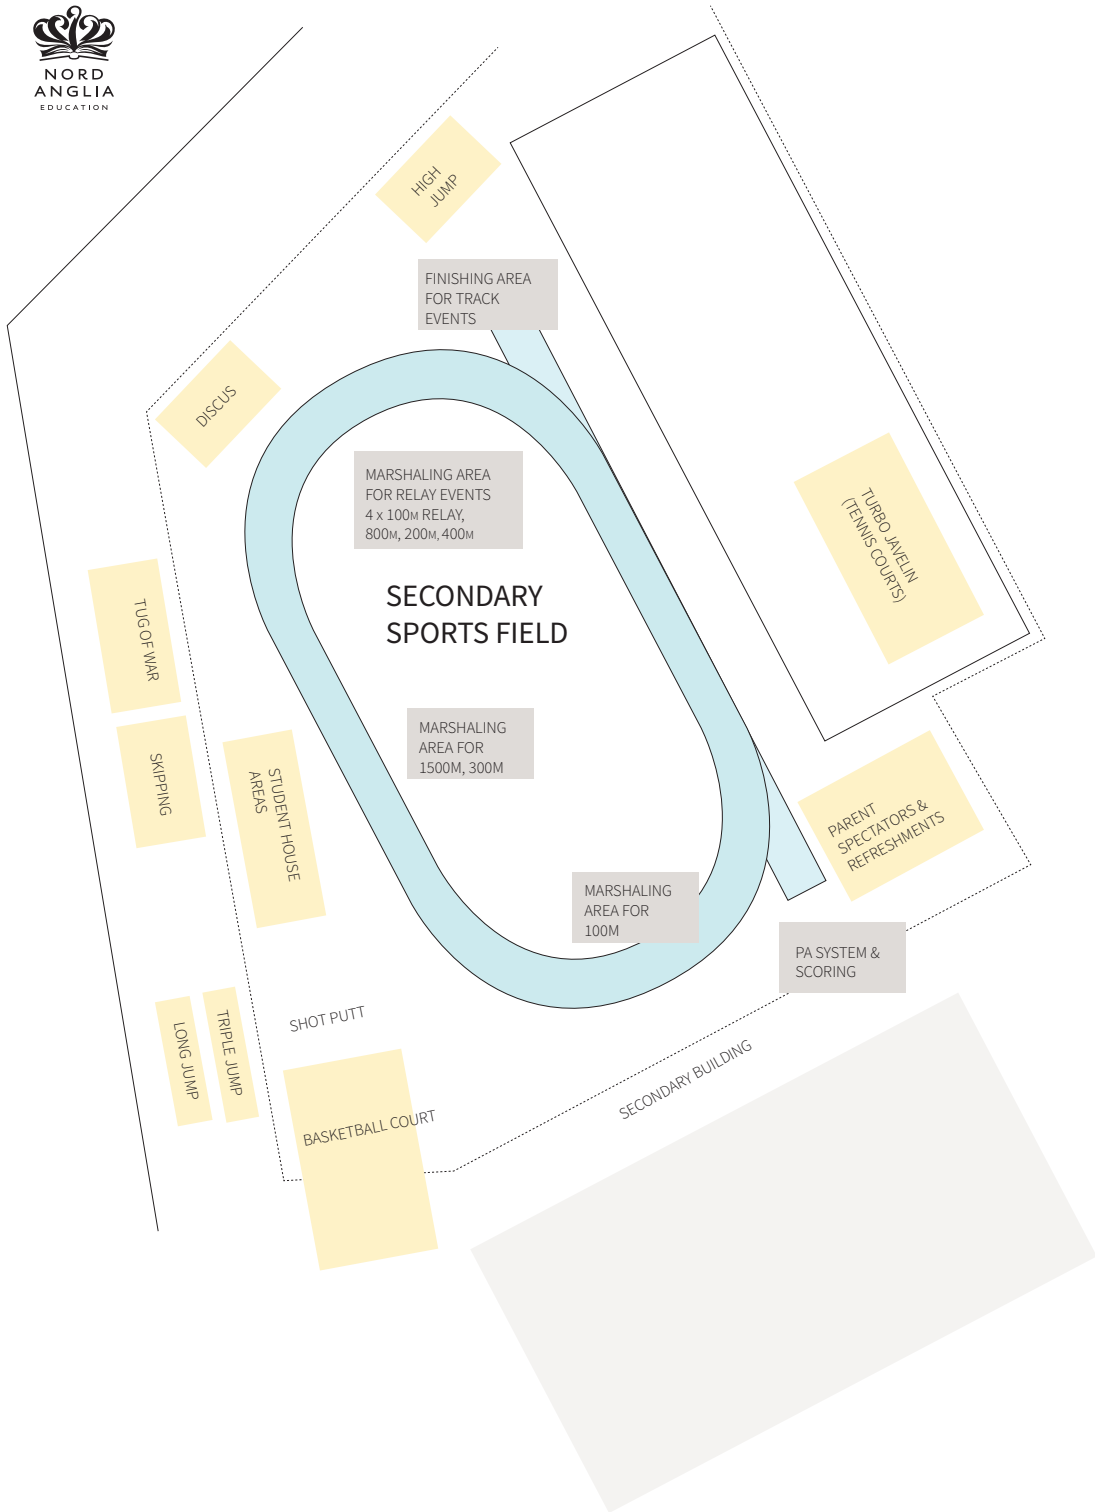 NORD
ANGLIA
EDUCATION
HIGH
JUMP
FINISHING AREA
FOR TRACK
EVENTS
DISCUS
MARSHALING AREA
FOR RELAY EVENTS
4 x 100M RELAY,
800M, 200M, 400M
TURBO JAVELIN
(TENNIS COURTS)
SECONDARY
SPORTS FIELD
TUG OF WAR
MARSHALING
AREA FOR
1500M, 300M
SKIPPING
STUDENT HOUSE
AREAS
PARENT
SPECTATORS &
REFRESHMENTS
MARSHALING
AREA FOR
100M
PA SYSTEM &
SCORING
SHOT PUTT
LONG JUMP
TRIPLE JUMP
SECONDARY BUILDING
BASKETBALL COURT